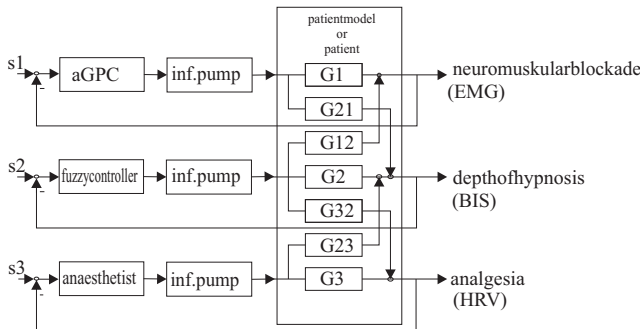 patientmodel
or
patient
s1
aGPC
inf.pump
G1
neuromuskularblockade
(EMG)
-
G21
G12
s2
fuzzycontroller
inf.pump
G2
depthofhypnosis
(BIS)
-
G32
G23
s3
anaesthetist
inf.pump
G3
analgesia
(HRV)
-